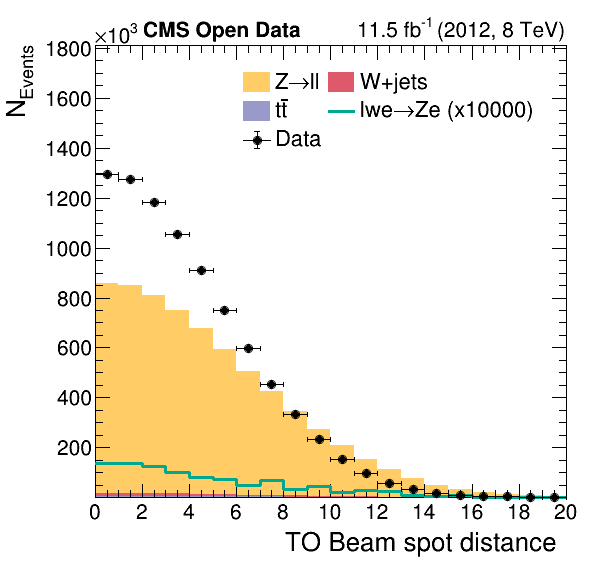 ×10³ CMS Open Data 11.5 fb⁻¹ (2012, 8 TeV)
N_Events
1800
1600
1400
1200
1000
800
600
400
200
Z→ll W+jets
tt̄ lwe→Ze (x10000)
Data
0 2 4 6 8 10 12 14 16 18 20
TO Beam spot distance